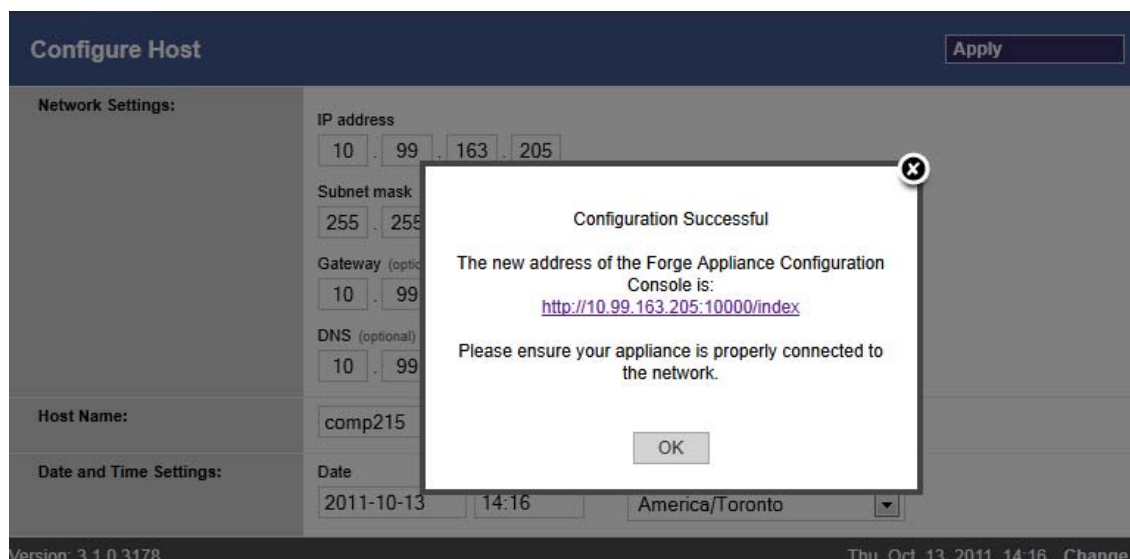 Configure Host
Apply
Network Settings:
IP address
10 . 99 . 163 . 205
Subnet mask
255 . 255
Gateway (optio
10 . 99
DNS (optional)
10 . 99
Configuration Successful
The new address of the Forge Appliance Configuration
Console is:
http://10.99.163.205:10000/index
Please ensure your appliance is properly connected to
the network.
OK
Host Name:
comp215
Date and Time Settings:
Date
2011-10-13 14:16 America/Toronto
Version: 3.1.0.3178
Thu, Oct. 13, 2011, 14:16 Change